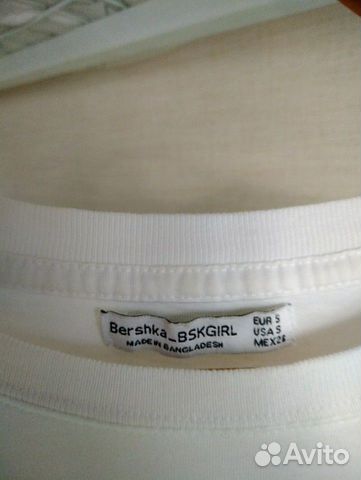 Bershka_BSKGIRL
MADE IN BANGLADESH
EUR S
USA S
MEX 26
Avito